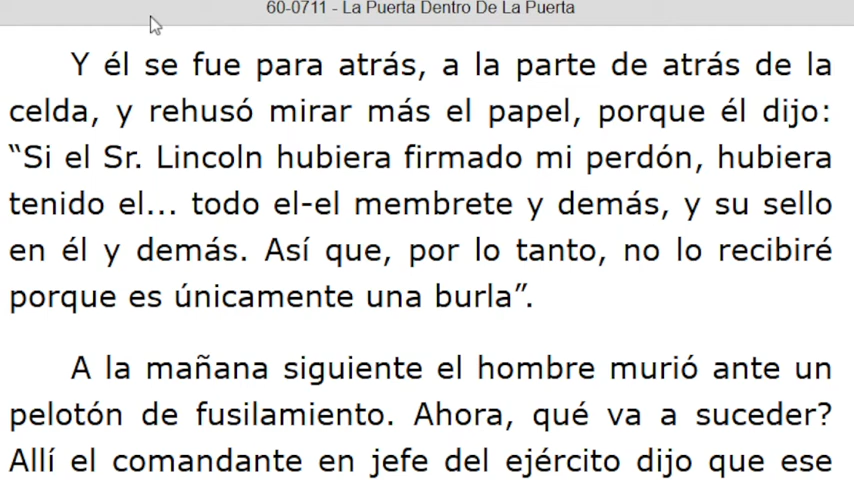 60-0711 - La Puerta Dentro De La Puerta
Y él se fue para atrás, a la parte de atrás de la
celda, y rehusó mirar más el papel, porque él dijo:
“Si el Sr. Lincoln hubiera firmado mi perdón, hubiera
tenido el... todo el-el membrete y demás, y su sello
en él y demás. Así que, por lo tanto, no lo recibiré
porque es únicamente una burla”.
A la mañana siguiente el hombre murió ante un
pelotón de fusilamiento. Ahora, qué va a suceder?
Allí el comandante en jefe del ejército dijo que ese